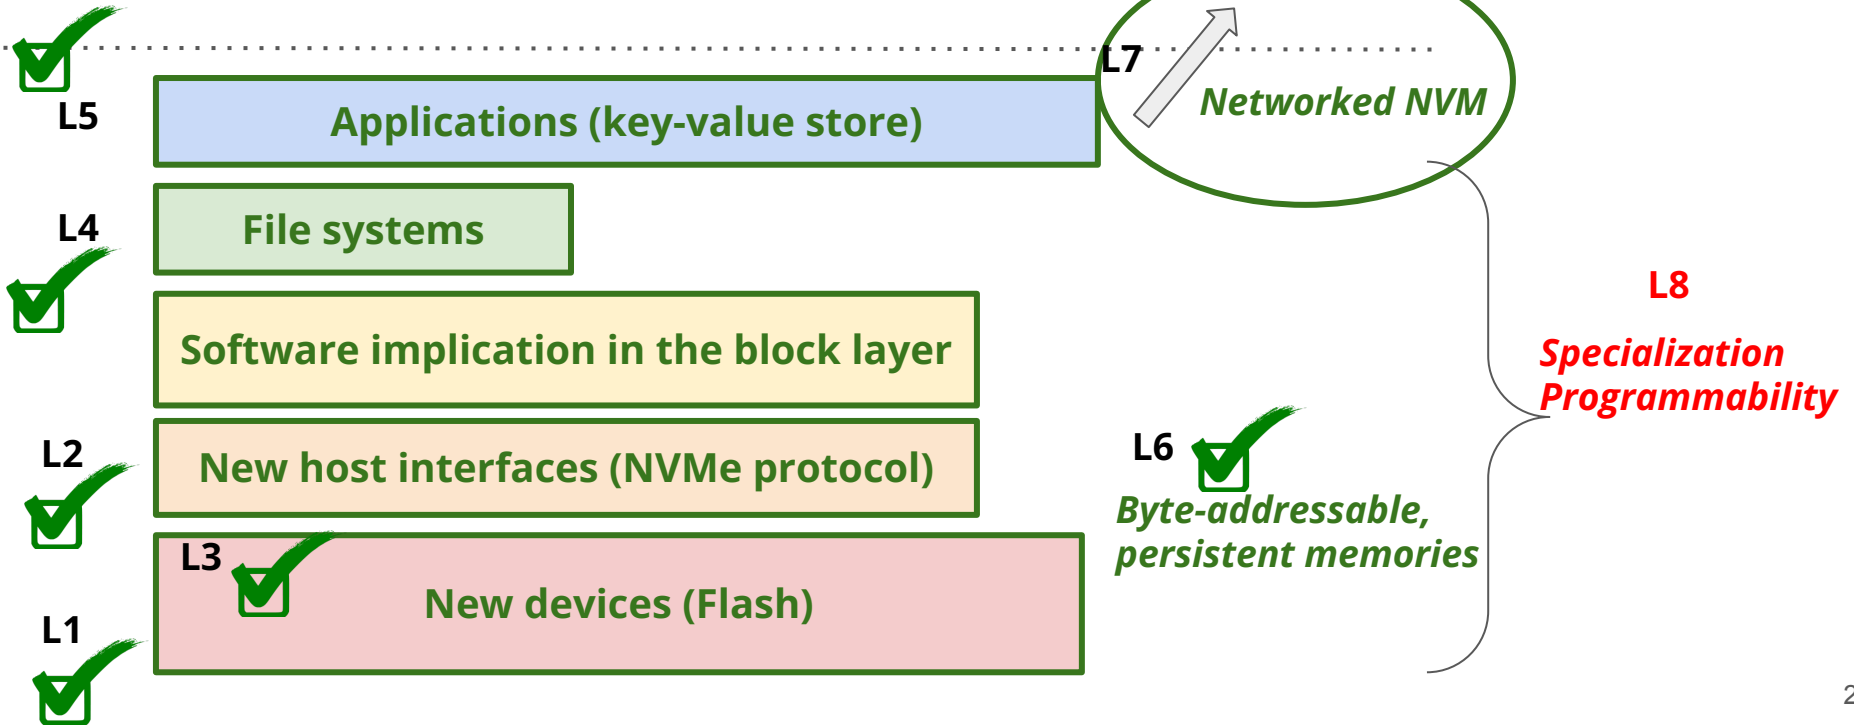 L7
Networked NVM
L5
Applications (key-value store)
L4
File systems
L8
Software implication in the block layer
Specialization
Programmability
L2
L6
New host interfaces (NVMe protocol)
Byte-addressable,
persistent memories
L3
New devices (Flash)
L1
2